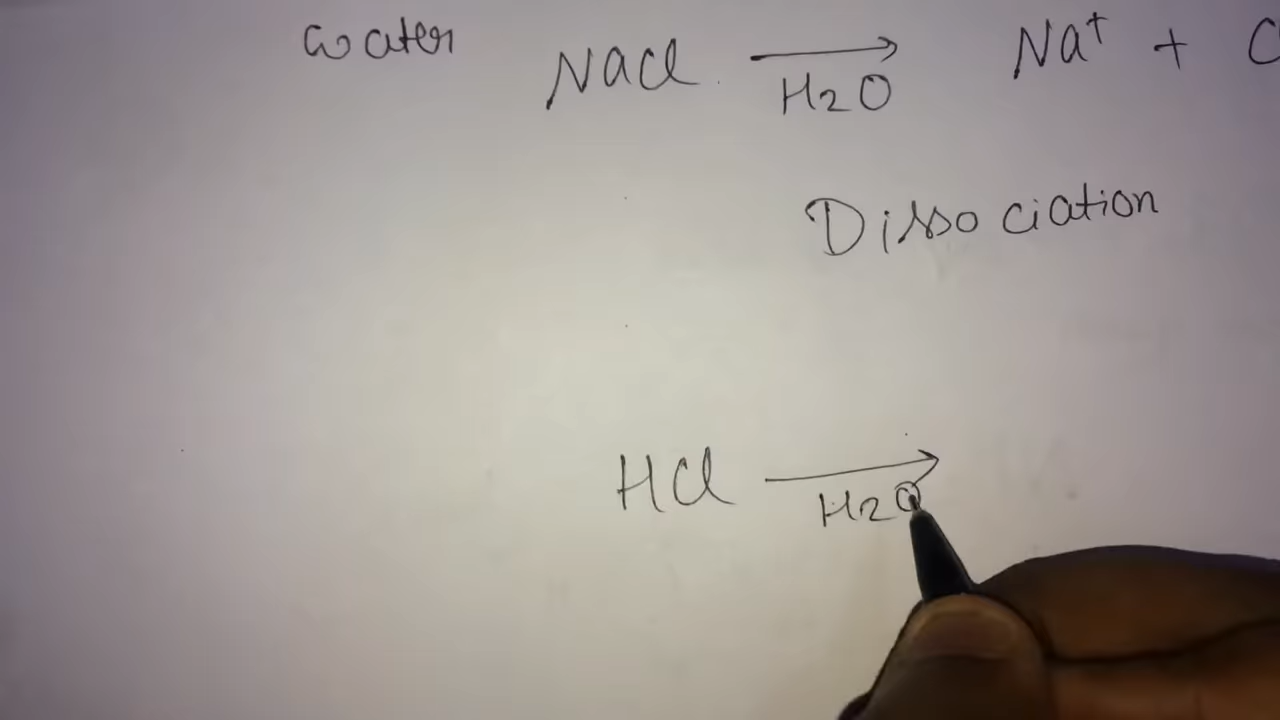 water NaCl → Na⁺ + C
H2O
Dissociation
HCl →
H2O